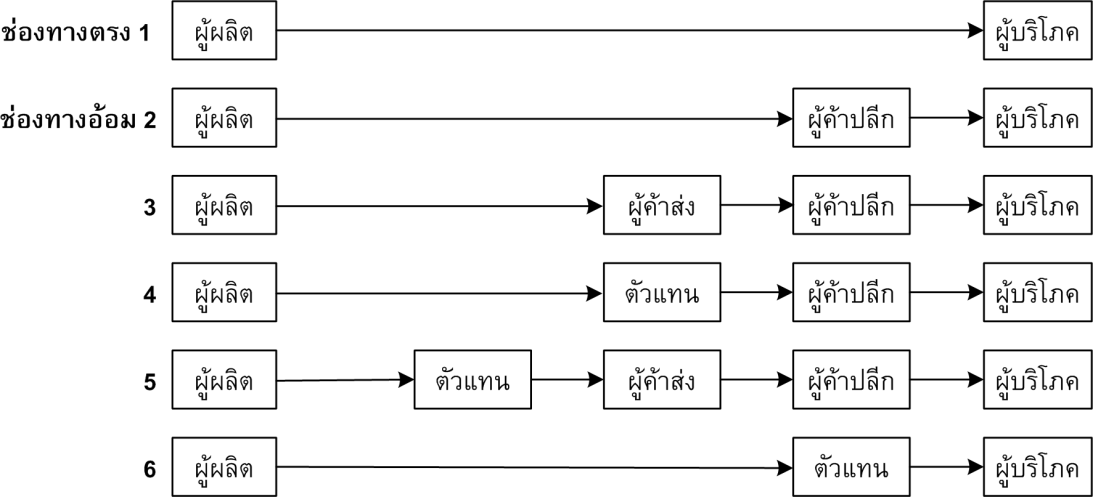 ช่องทางตรง 1 ผู้ผลิต ผู้บริโภค
ช่องทางอ้อม 2 ผู้ผลิต ผู้ค้าปลีก ผู้บริโภค
3 ผู้ผลิต ผู้ค้าส่ง ผู้ค้าปลีก ผู้บริโภค
4 ผู้ผลิต ตัวแทน ผู้ค้าปลีก ผู้บริโภค
5 ผู้ผลิต ตัวแทน ผู้ค้าส่ง ผู้ค้าปลีก ผู้บริโภค
6 ผู้ผลิต ตัวแทน ผู้บริโภค